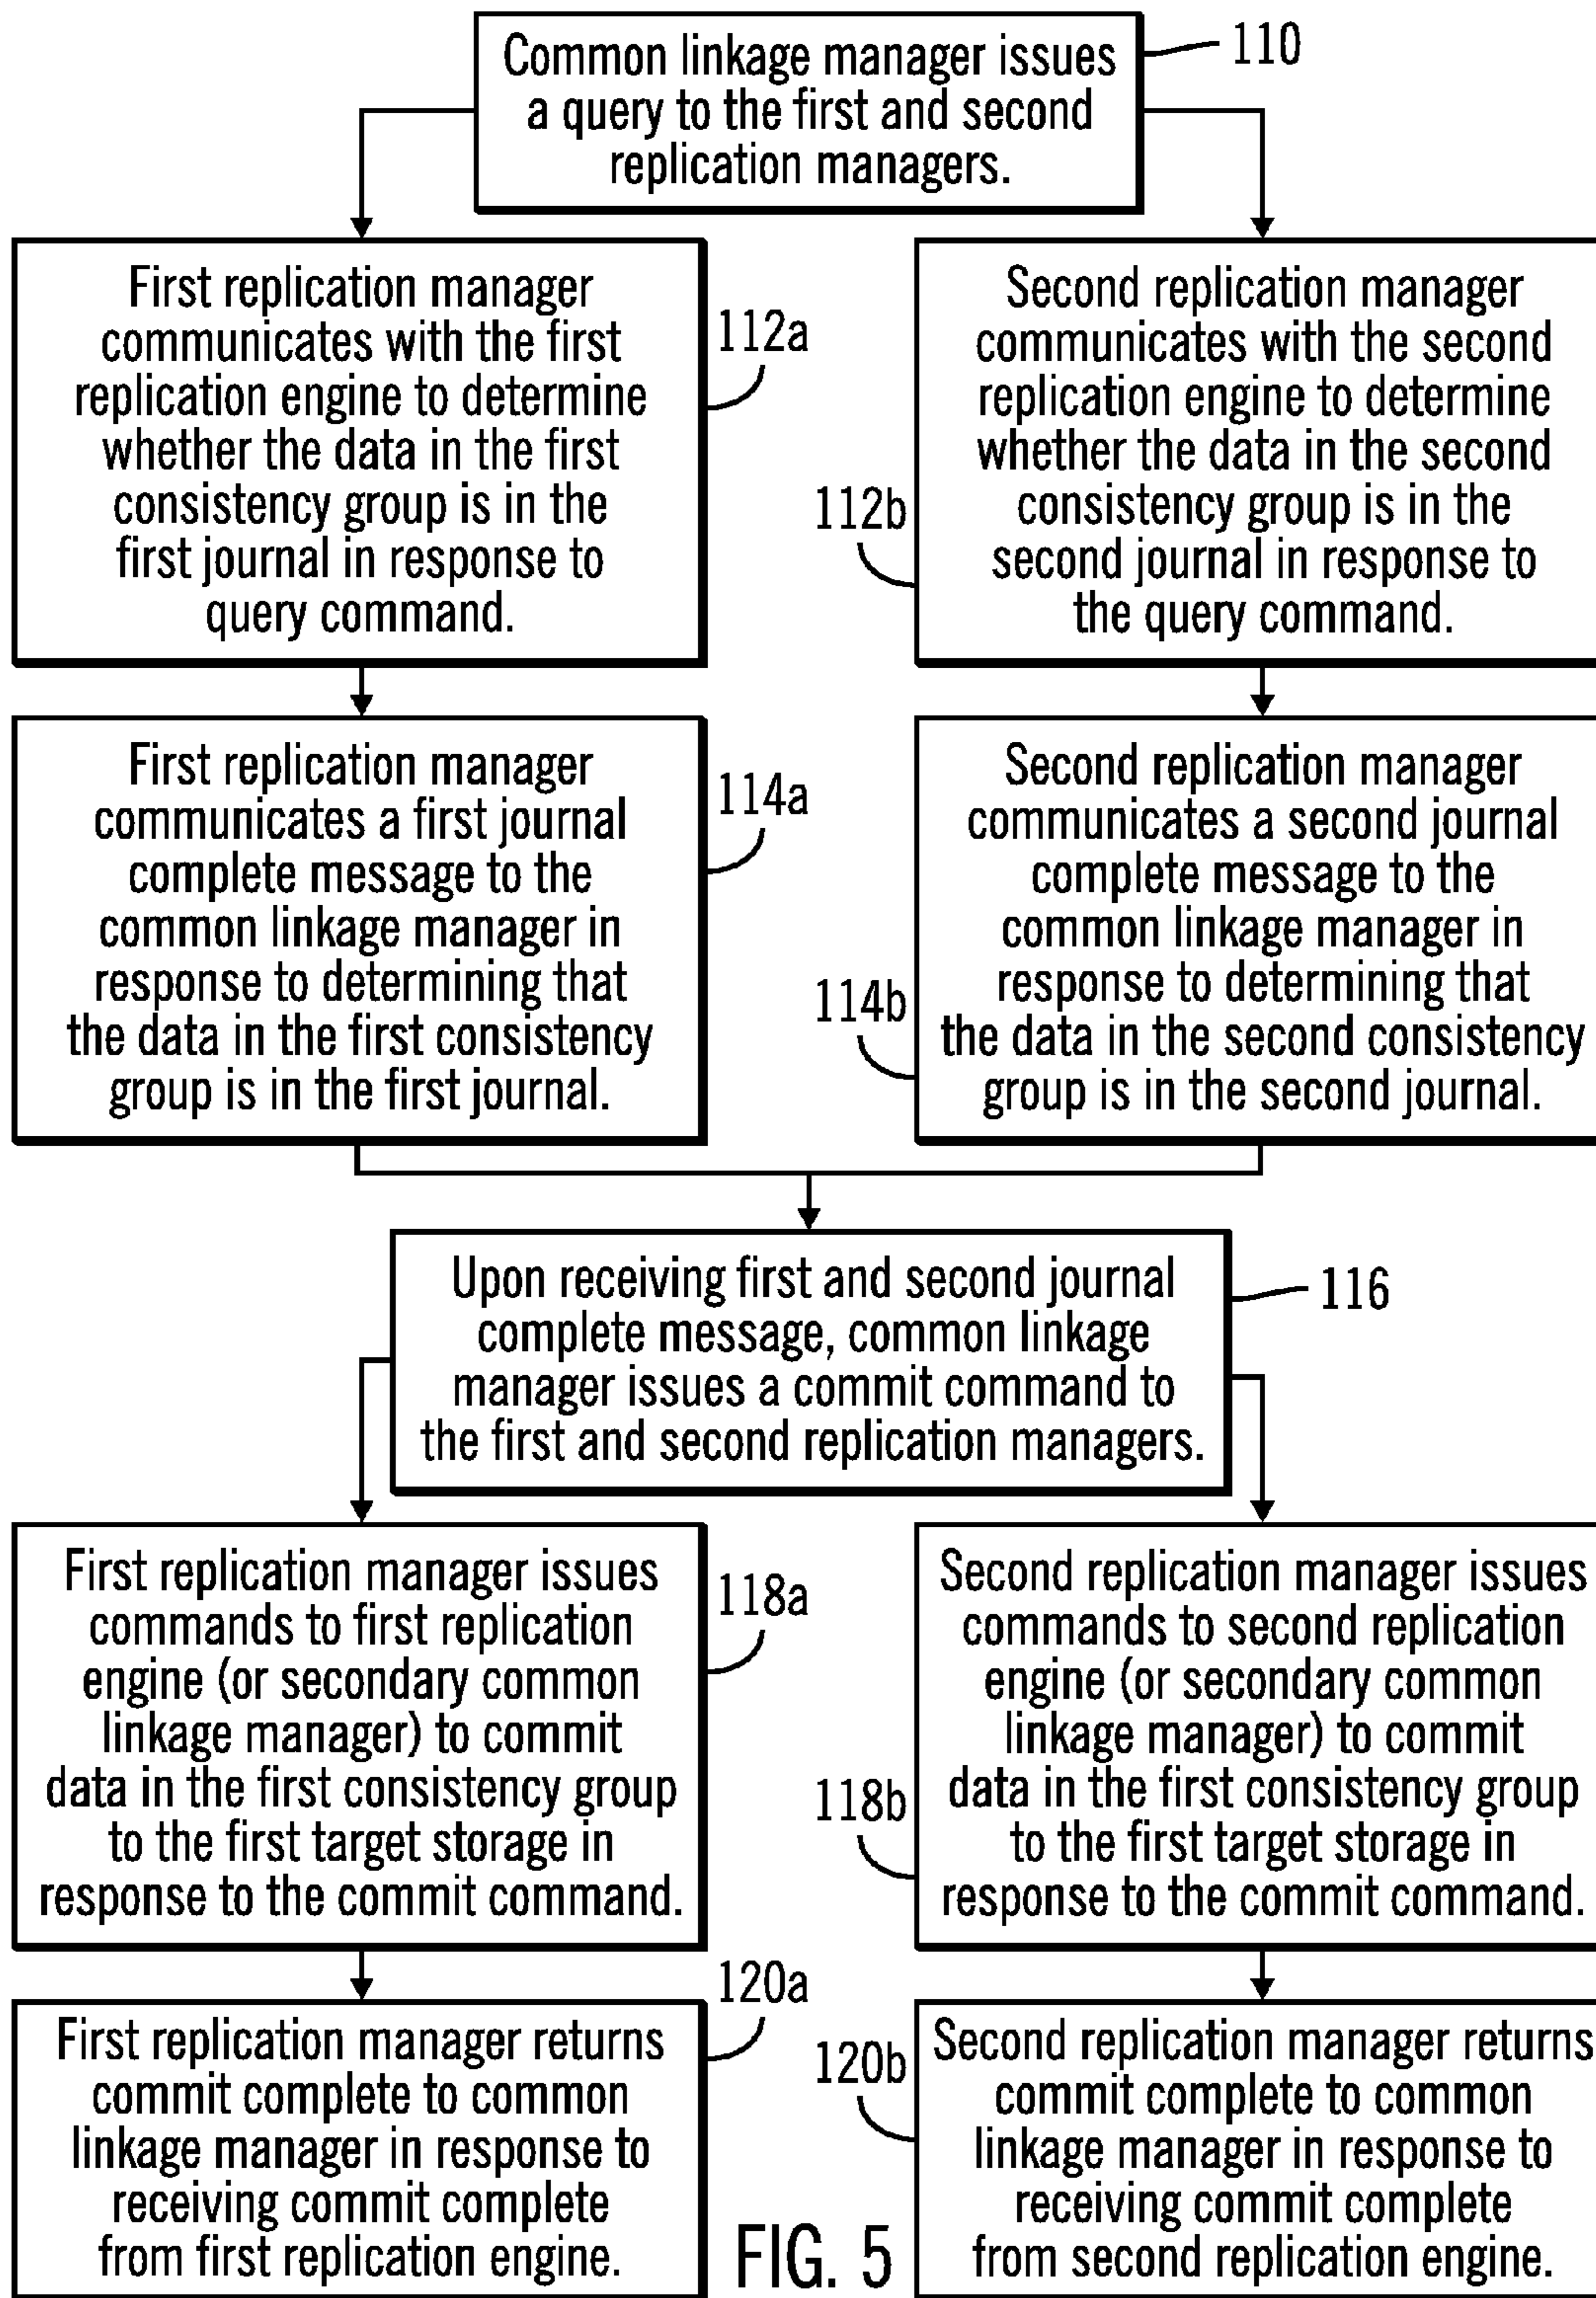 Common linkage manager issues
a query to the first and second
replication managers.
110
First replication manager
communicates with the first
replication engine to determine
whether the data in the first
consistency group is in the
first journal in response to
query command.
112a
Second replication manager
communicates with the second
replication engine to determine
whether the data in the second
consistency group is in the
second journal in response to
the query command.
112b
First replication manager
communicates a first journal
complete message to the
common linkage manager in
response to determining that
the data in the first consistency
group is in the first journal.
114a
Second replication manager
communicates a second journal
complete message to the
common linkage manager in
response to determining that
the data in the second consistency
group is in the second journal.
114b
Upon receiving first and second journal
complete message, common linkage
manager issues a commit command to
the first and second replication managers.
116
First replication manager issues
commands to first replication
engine (or secondary common
linkage manager) to commit
data in the first consistency group
to the first target storage in
response to the commit command.
118a
Second replication manager issues
commands to second replication
engine (or secondary common
linkage manager) to commit
data in the first consistency group
to the first target storage in
response to the commit command.
118b
First replication manager returns
commit complete to common
linkage manager in response to
receiving commit complete
from first replication engine.
120a
Second replication manager returns
commit complete to common
linkage manager in response to
receiving commit complete
from second replication engine.
120b
FIG. 5